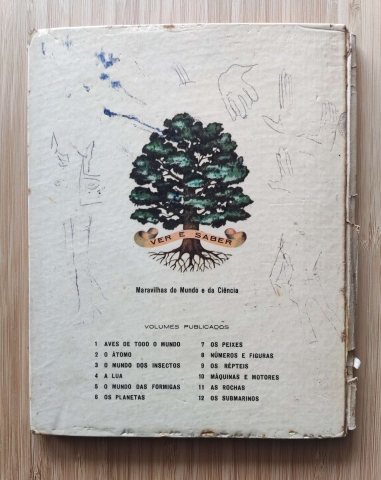 VER E SABER
Maravilhas do Mundo e da Ciência
VOLUMES PUBLICADOS
1 AVES DE TODO O MUNDO
2 O ÁTOMO
3 O MUNDO DOS INSECTOS
4 A LUA
5 O MUNDO DAS FORMIGAS
6 OS PLANETAS
7 OS PEIXES
8 NÚMEROS E FIGURAS
9 OS RÉPTEIS
10 MÁQUINAS E MOTORES
11 AS ROCHAS
12 OS SUBMARINOS